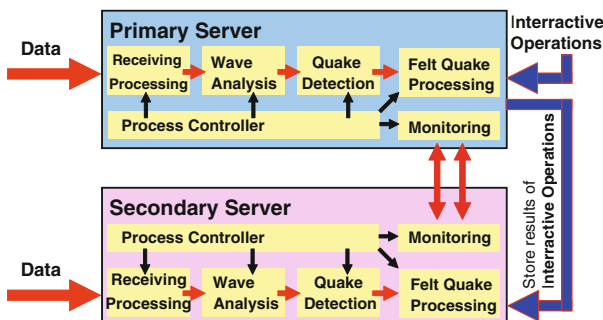 Data
Primary Server
Receiving
Processing
Wave
Analysis
Quake
Detection
Felt Quake
Processing
Process Controller
Monitoring
Interractive
Operations
Secondary Server
Process Controller
Monitoring
Data
Receiving
Processing
Wave
Analysis
Quake
Detection
Felt Quake
Processing
Store results of
Interractive Operations